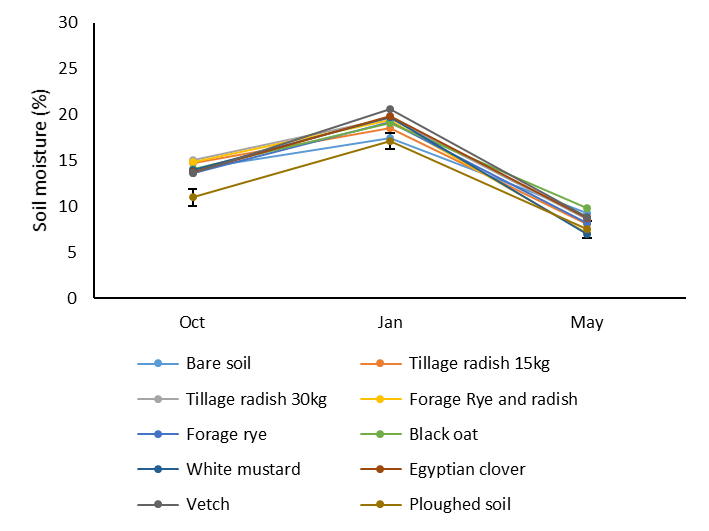 30
25
20
15
10
5
0
Soil moisture (%)
Oct Jan May
Bare soil Tillage radish 15kg
Tillage radish 30kg Forage Rye and radish
Forage rye Black oat
White mustard Egyptian clover
Vetch Ploughed soil